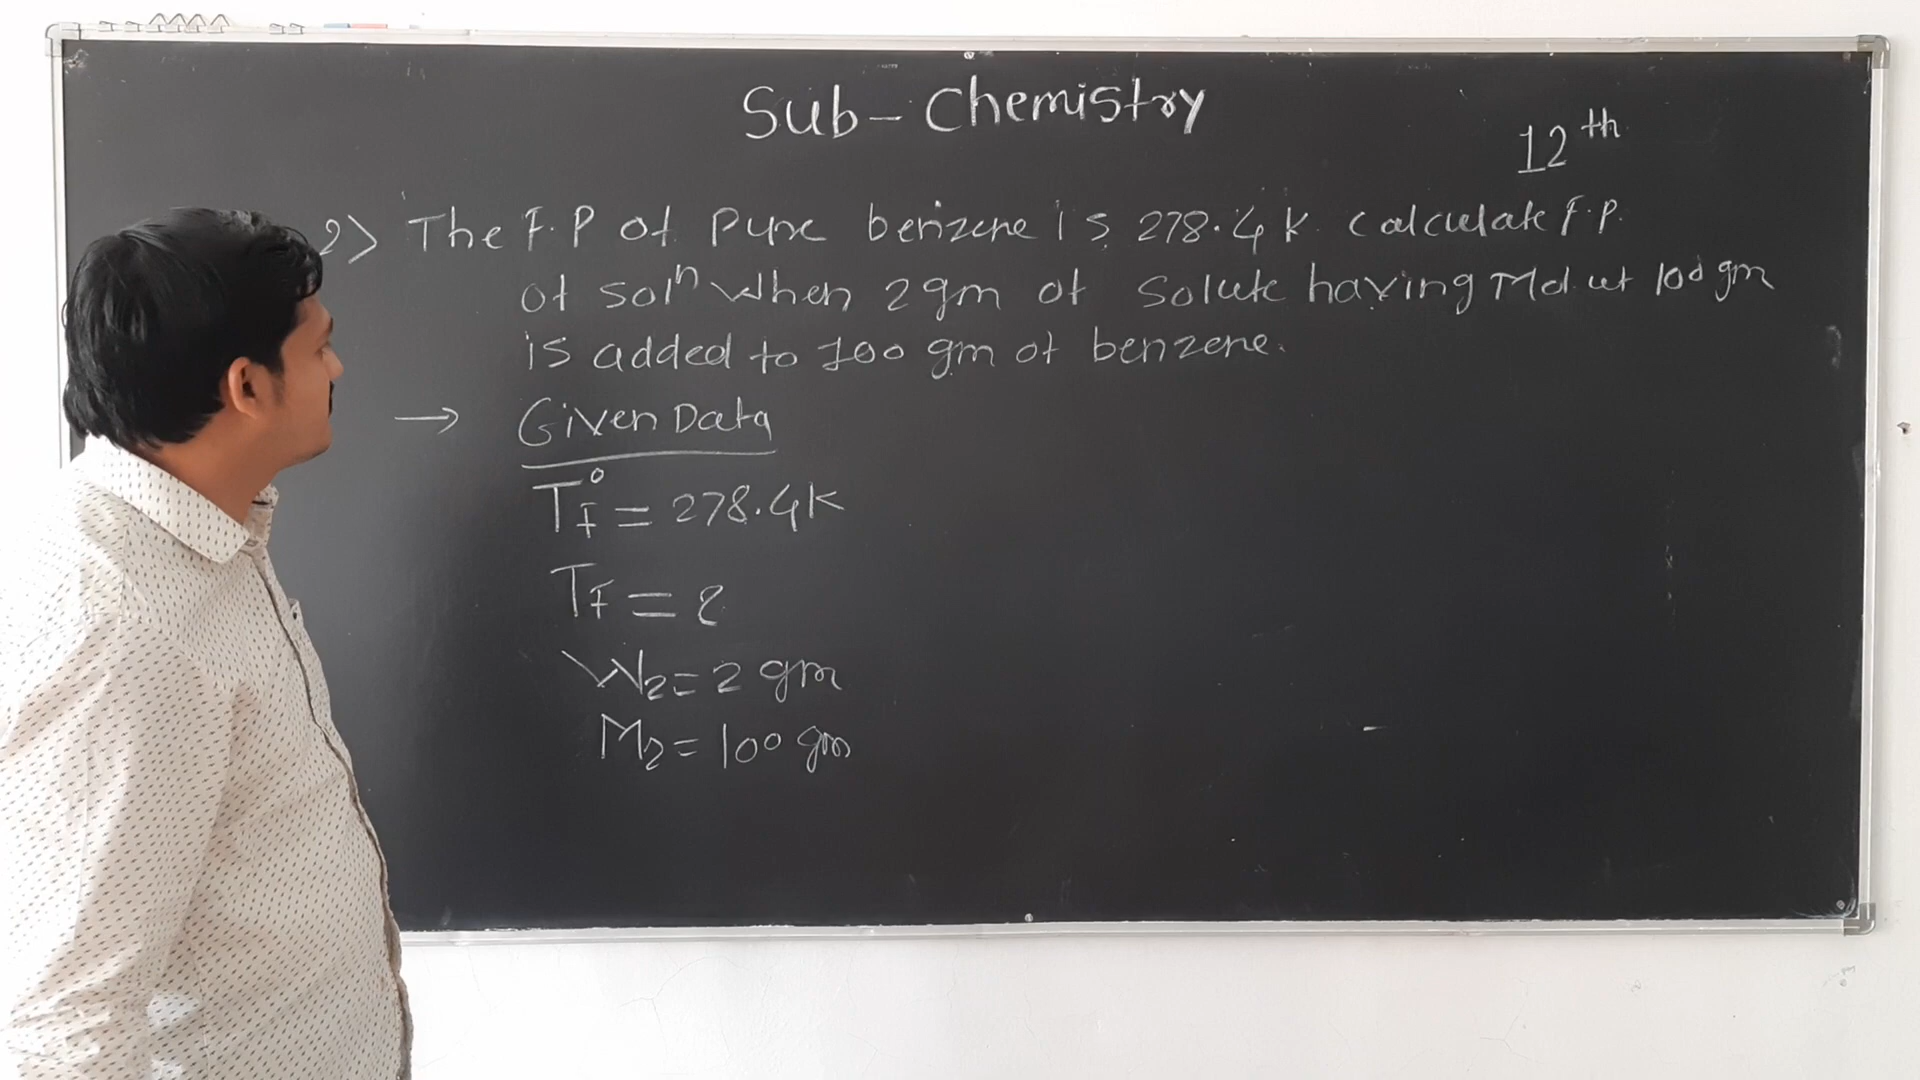 Sub - Chemistry
12th
2> The F.P of Pure benzene is 278.4 K. calculate F.P.
of solⁿ when 2 gm of solute having Mol. wt 100 gm
is added to 100 gm of benzene.
→ Given Data
T°F = 278.4 K
TF = ?
W2 = 2 gm
M2 = 100 gm